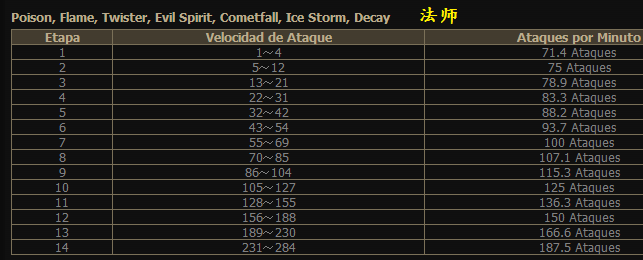 Poison, Flame, Twister, Evil Spirit, Cometfall, Ice Storm, Decay 法师
Etapa Velocidad de Ataque Ataques por Minuto
1 1~4 71.4 Ataques
2 5~12 75 Ataques
3 13~21 78.9 Ataques
4 22~31 83.3 Ataques
5 32~42 88.2 Ataques
6 43~54 93.7 Ataques
7 55~69 100 Ataques
8 70~85 107.1 Ataques
9 86~104 115.3 Ataques
10 105~127 125 Ataques
11 128~155 136.3 Ataques
12 156~188 150 Ataques
13 189~230 166.6 Ataques
14 231~284 187.5 Ataques